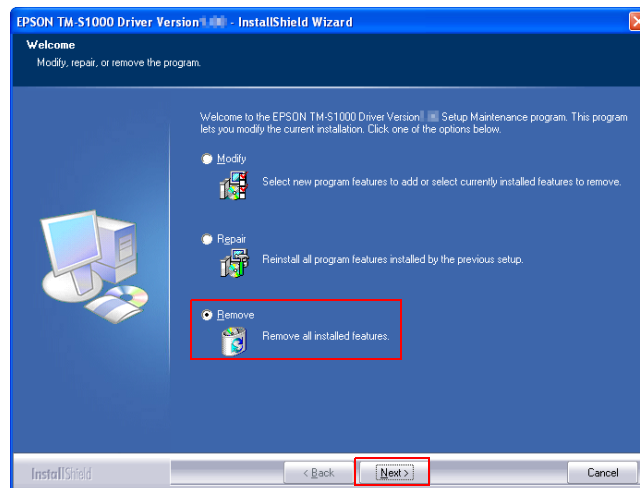 EPSON TM-S1000 Driver Version - InstallShield Wizard
Welcome
Modify, repair, or remove the program.
Welcome to the EPSON TM-S1000 Driver Version Setup Maintenance program. This program
lets you modify the current installation. Click one of the options below.
Modify
Select new program features to add or select currently installed features to remove.
Repair
Reinstall all program features installed by the previous setup.
Remove
Remove all installed features.
InstallShield
< Back
Next >
Cancel